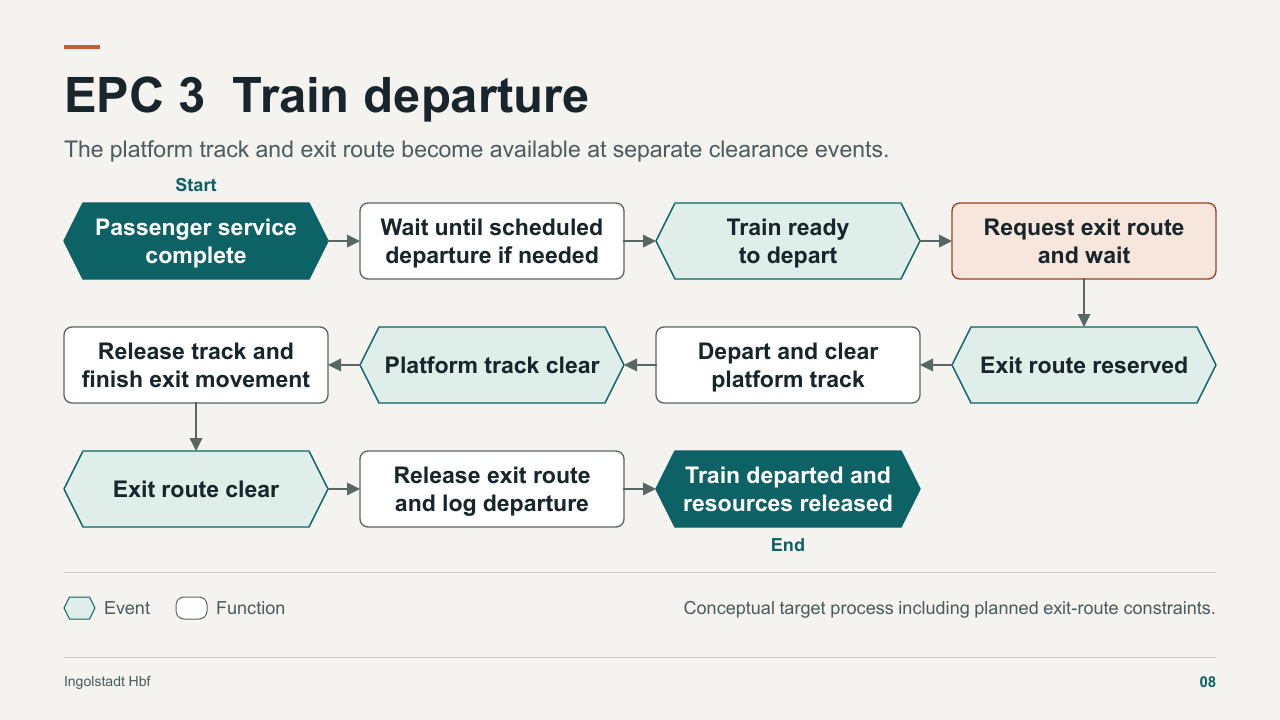 EPC 3  Train departure
The platform track and exit route become available at separate clearance events.
Start
Passenger service
complete
Wait until scheduled
departure if needed
Train ready
to depart
Request exit route
and wait
Exit route reserved
Depart and clear
platform track
Platform track clear
Release track and
finish exit movement
Exit route clear
Release exit route
and log departure
Train departed and
resources released
End
Event
Function
Conceptual target process including planned exit-route constraints.
Ingolstadt Hbf
08